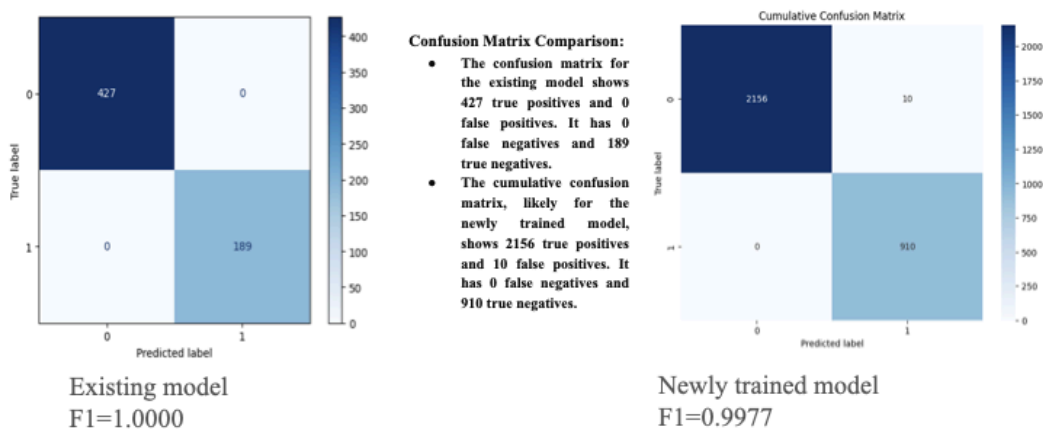 400
350
300
250
200
150
100
50
0
0
1
True label
427
0
0
189
0
1
Predicted label
Existing model
F1=1.0000
Confusion Matrix Comparison:
● The confusion matrix for
the existing model shows
427 true positives and 0
false positives. It has 0
false negatives and 189
true negatives.
● The cumulative confusion
matrix, likely for the
newly trained model,
shows 2156 true positives
and 10 false positives. It
has 0 false negatives and
910 true negatives.
Cumulative Confusion Matrix
0
1
True label
2156
10
0
910
0
1
Predicted label
2000
1750
1500
1250
1000
750
500
250
0
Newly trained model
F1=0.9977